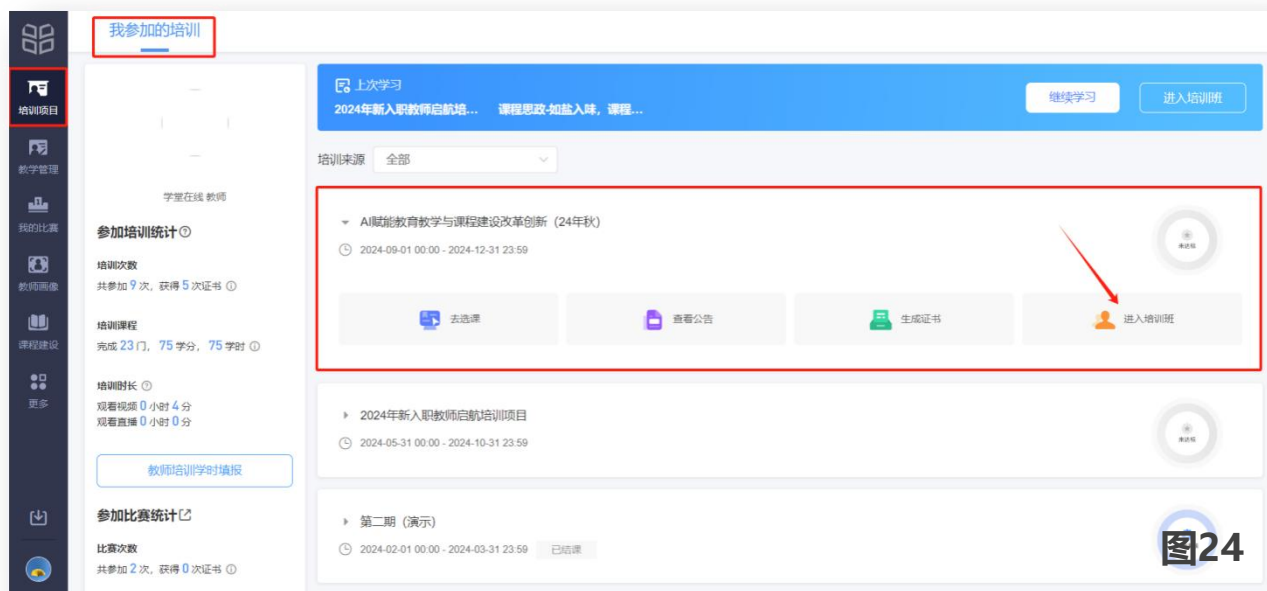 我参加的培训
培训项目
教学管理
我的比赛
教师画像
课程建设
更多
学堂在线 教师
参加培训统计
培训次数
共参加 9 次，获得 5 次证书
培训课程
完成 23 门， 75 学分， 75 学时
培训时长
观看视频 0 小时 4 分
观看直播 0 小时 0 分
教师培训学时填报
参加比赛统计
比赛次数
共参加 2 次，获得 0 次证书
上次学习
2024年新入职教师启航培... 课程思政-如盐入味，课程...
继续学习 进入培训班
培训来源 全部
AI赋能教育教学与课程建设改革创新（24年秋）
2024-09-01 00:00 - 2024-12-31 23:59
未达标
去选课 查看公告 生成证书 进入培训班
2024年新入职教师启航培训项目
2024-05-31 00:00 - 2024-10-31 23:59
未达标
第二期（演示）
2024-02-01 00:00 - 2024-03-31 23:59 已结课
图24